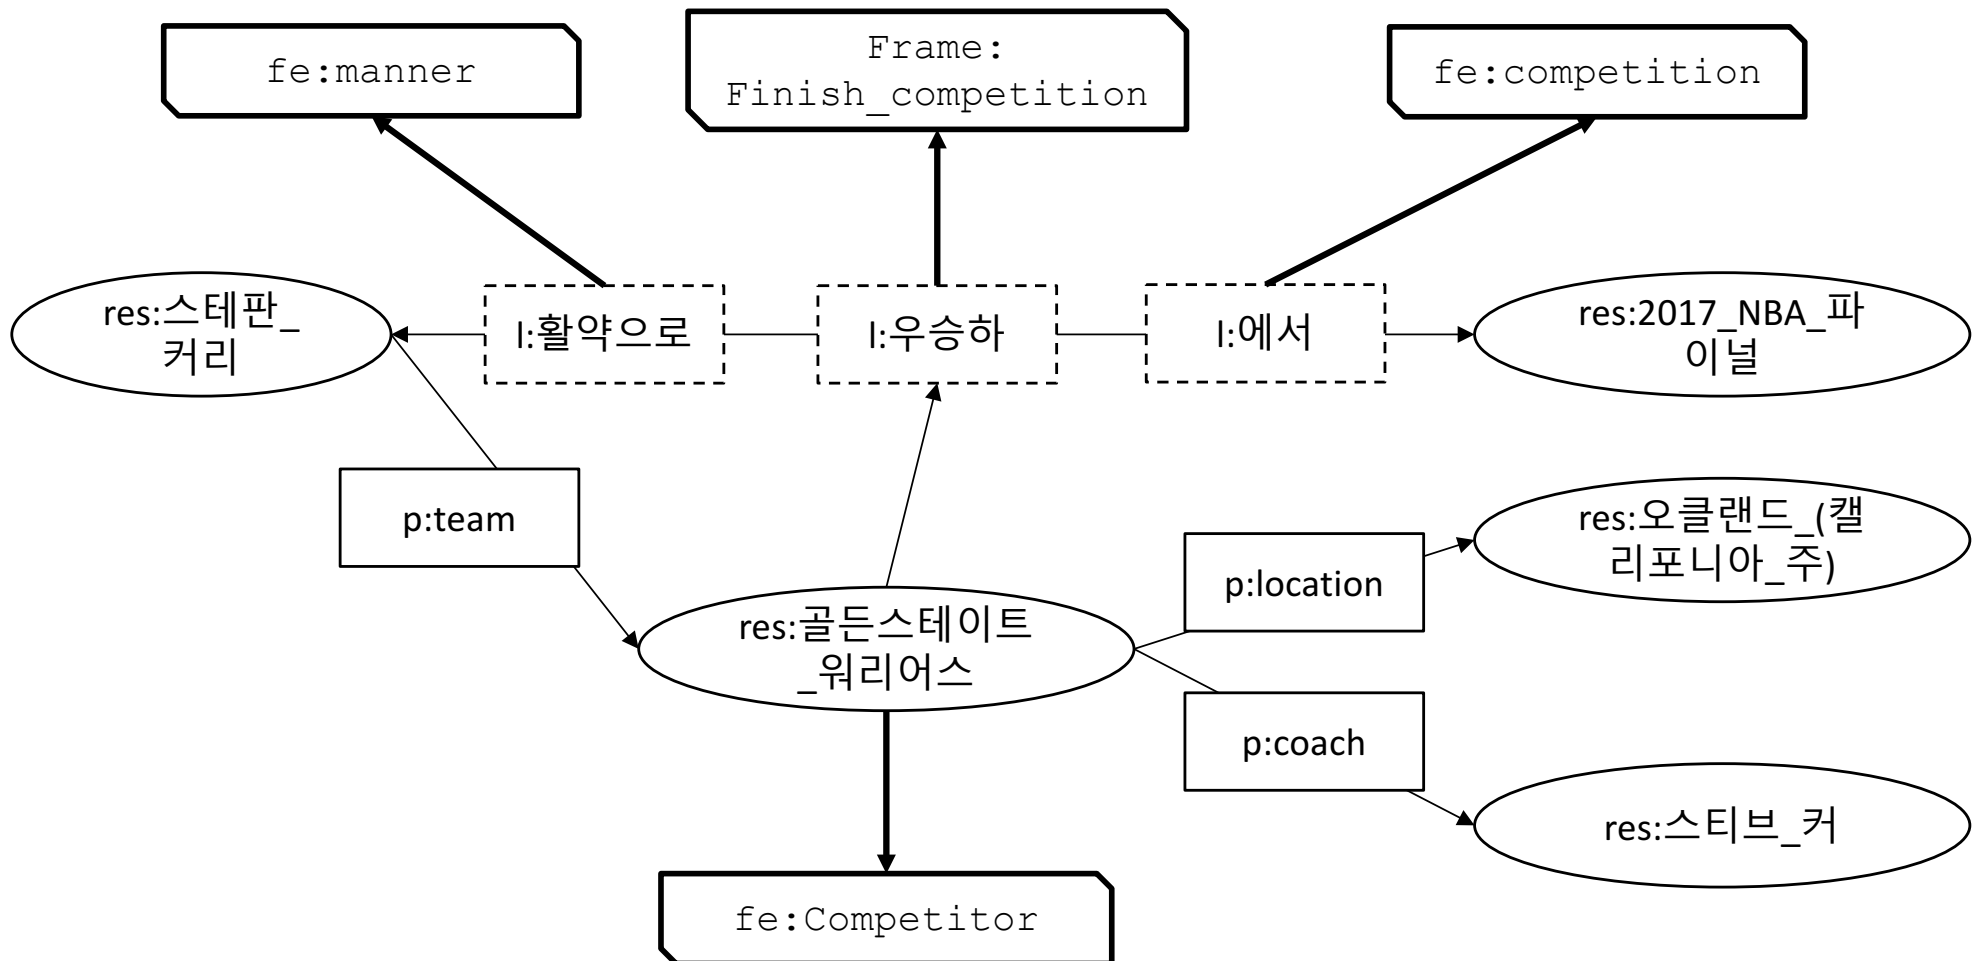 fe:manner
Frame:
Finish_competition
fe:competition
res:스테판_
커리
l:활약으로
l:우승하
l:에서
res:2017_NBA_파
이널
p:team
res:오클랜드_(캘
리포니아_주)
p:location
res:골든스테이트
_워리어스
p:coach
res:스티브_커
fe:Competitor